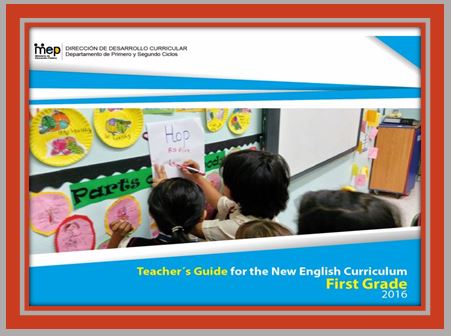 mep
DIRECCIÓN DE DESARROLLO CURRICULAR
Departamento de Primero y Segundo Ciclos
Hop
Parts
Teacher´s Guide for the New English Curriculum
First Grade
2016